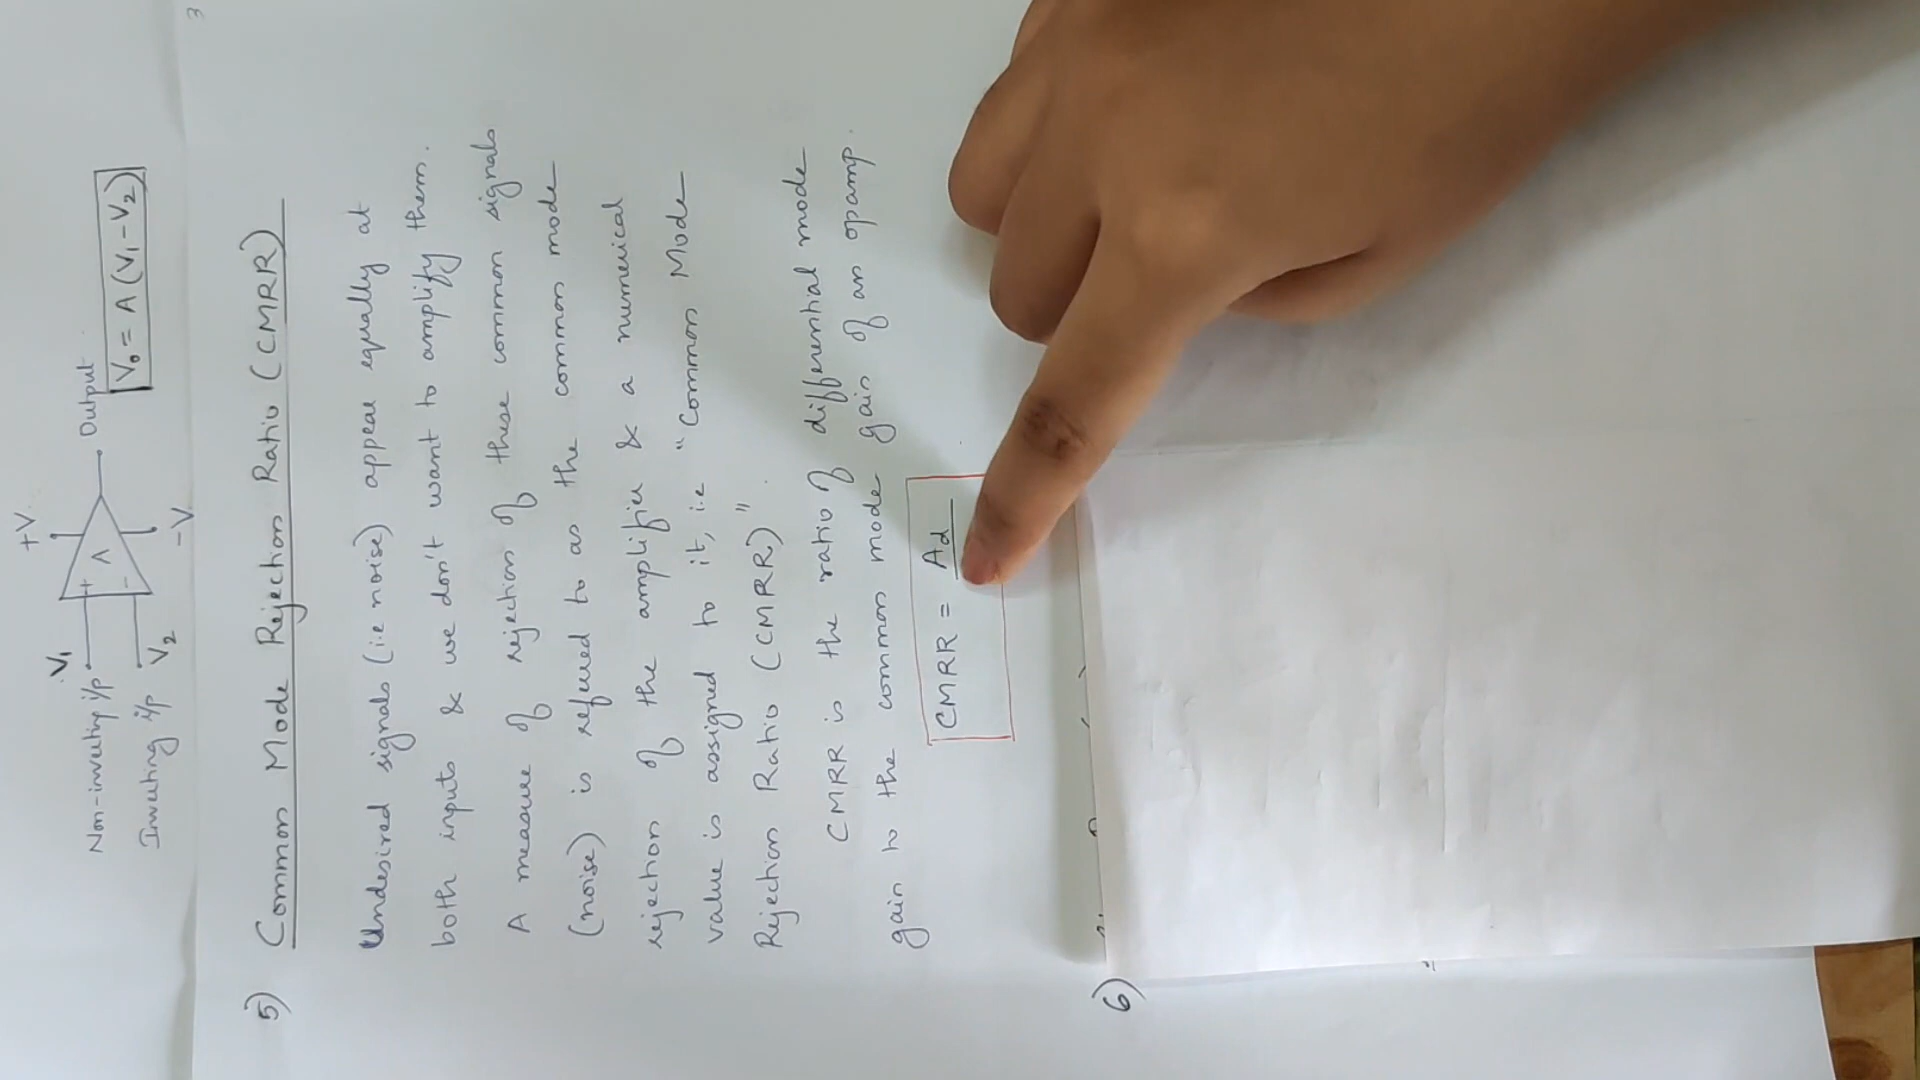 +V
V1
Non-inverting i/p
+
A
Output
-
Inverting i/p
V2
-V
Vo = A (V1 - V2)
3
5) Common Mode Rejection Ratio (CMRR)
Undesired signals (i.e noise) appear equally at
both inputs & we don't want to amplify them.
A measure of rejection of these common signals
(noise) is referred to as the common mode
rejection of the amplifier & a numerical
value is assigned to it, i.e "Common Mode
Rejection Ratio (CMRR)".
CMRR is the ratio of differential mode
gain to the common mode gain of an opamp.
CMRR = Ad
6)